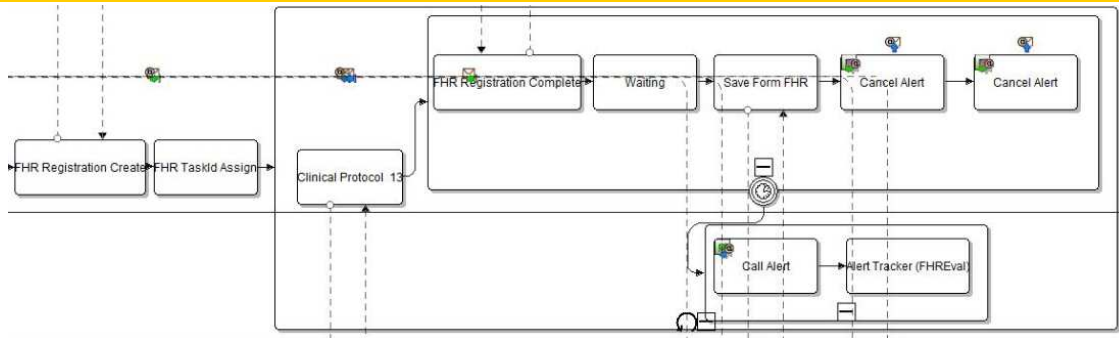 FHR Registration Complete
Waiting
Save Form FHR
Cancel Alert
Cancel Alert
FHR Registration Create
FHR TaskId Assign
Clinical Protocol 13
Call Alert
Alert Tracker (FHREval)